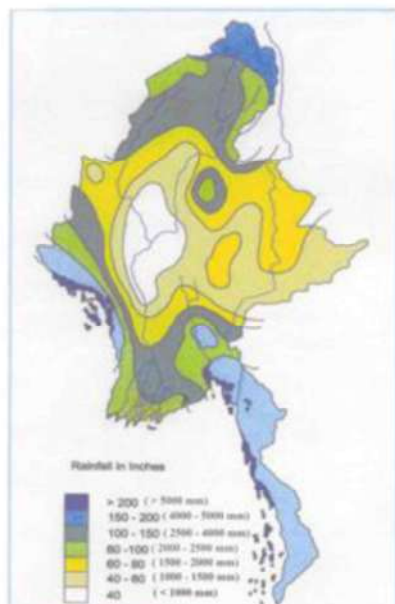 Rainfall in Inches
> 200 ( > 5000 mm)
150 - 200 (4000 - 5000 mm)
100 - 150 (2500 - 4000 mm)
80 -100 (2000 - 2500 mm)
60 - 80 (1500 - 2000 mm)
40 - 60 (1000 - 1500 mm)
40 (< 1000 mm)